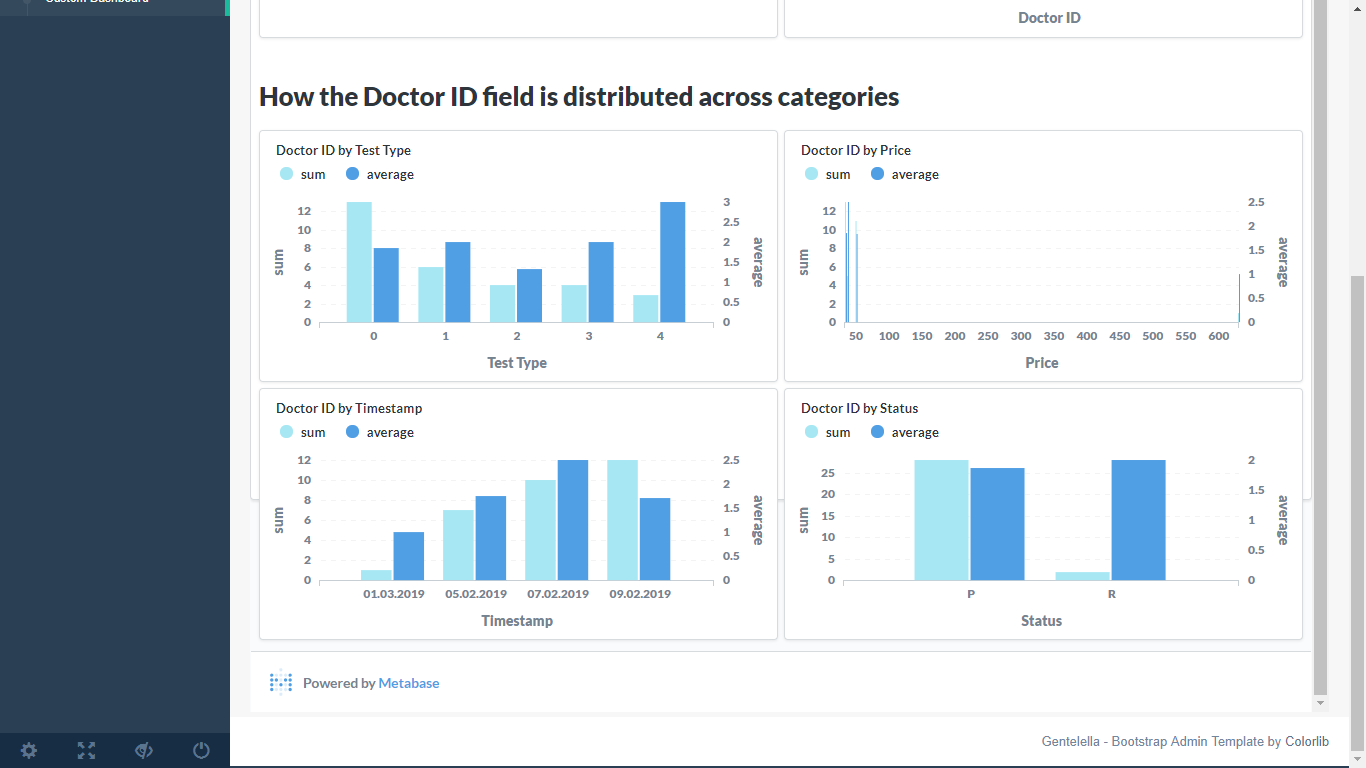 Custom Dashboard
Doctor ID
How the Doctor ID field is distributed across categories
Doctor ID by Test Type
sum average
12
10
8
6
4
2
0
sum
3
2.5
2
1.5
1
0.5
0
average
0 1 2 3 4
Test Type
Doctor ID by Price
sum average
12
10
8
6
4
2
0
sum
2.5
2
1.5
1
0.5
0
average
50 100 150 200 250 300 350 400 450 500 550 600
Price
Doctor ID by Timestamp
sum average
12
10
8
6
4
2
0
sum
2.5
2
1.5
1
0.5
0
average
01.03.2019 05.02.2019 07.02.2019 09.02.2019
Timestamp
Doctor ID by Status
sum average
25
20
15
10
5
0
sum
2
1.5
1
0.5
0
average
P R
Status
Powered by Metabase
Gentelella - Bootstrap Admin Template by Colorlib